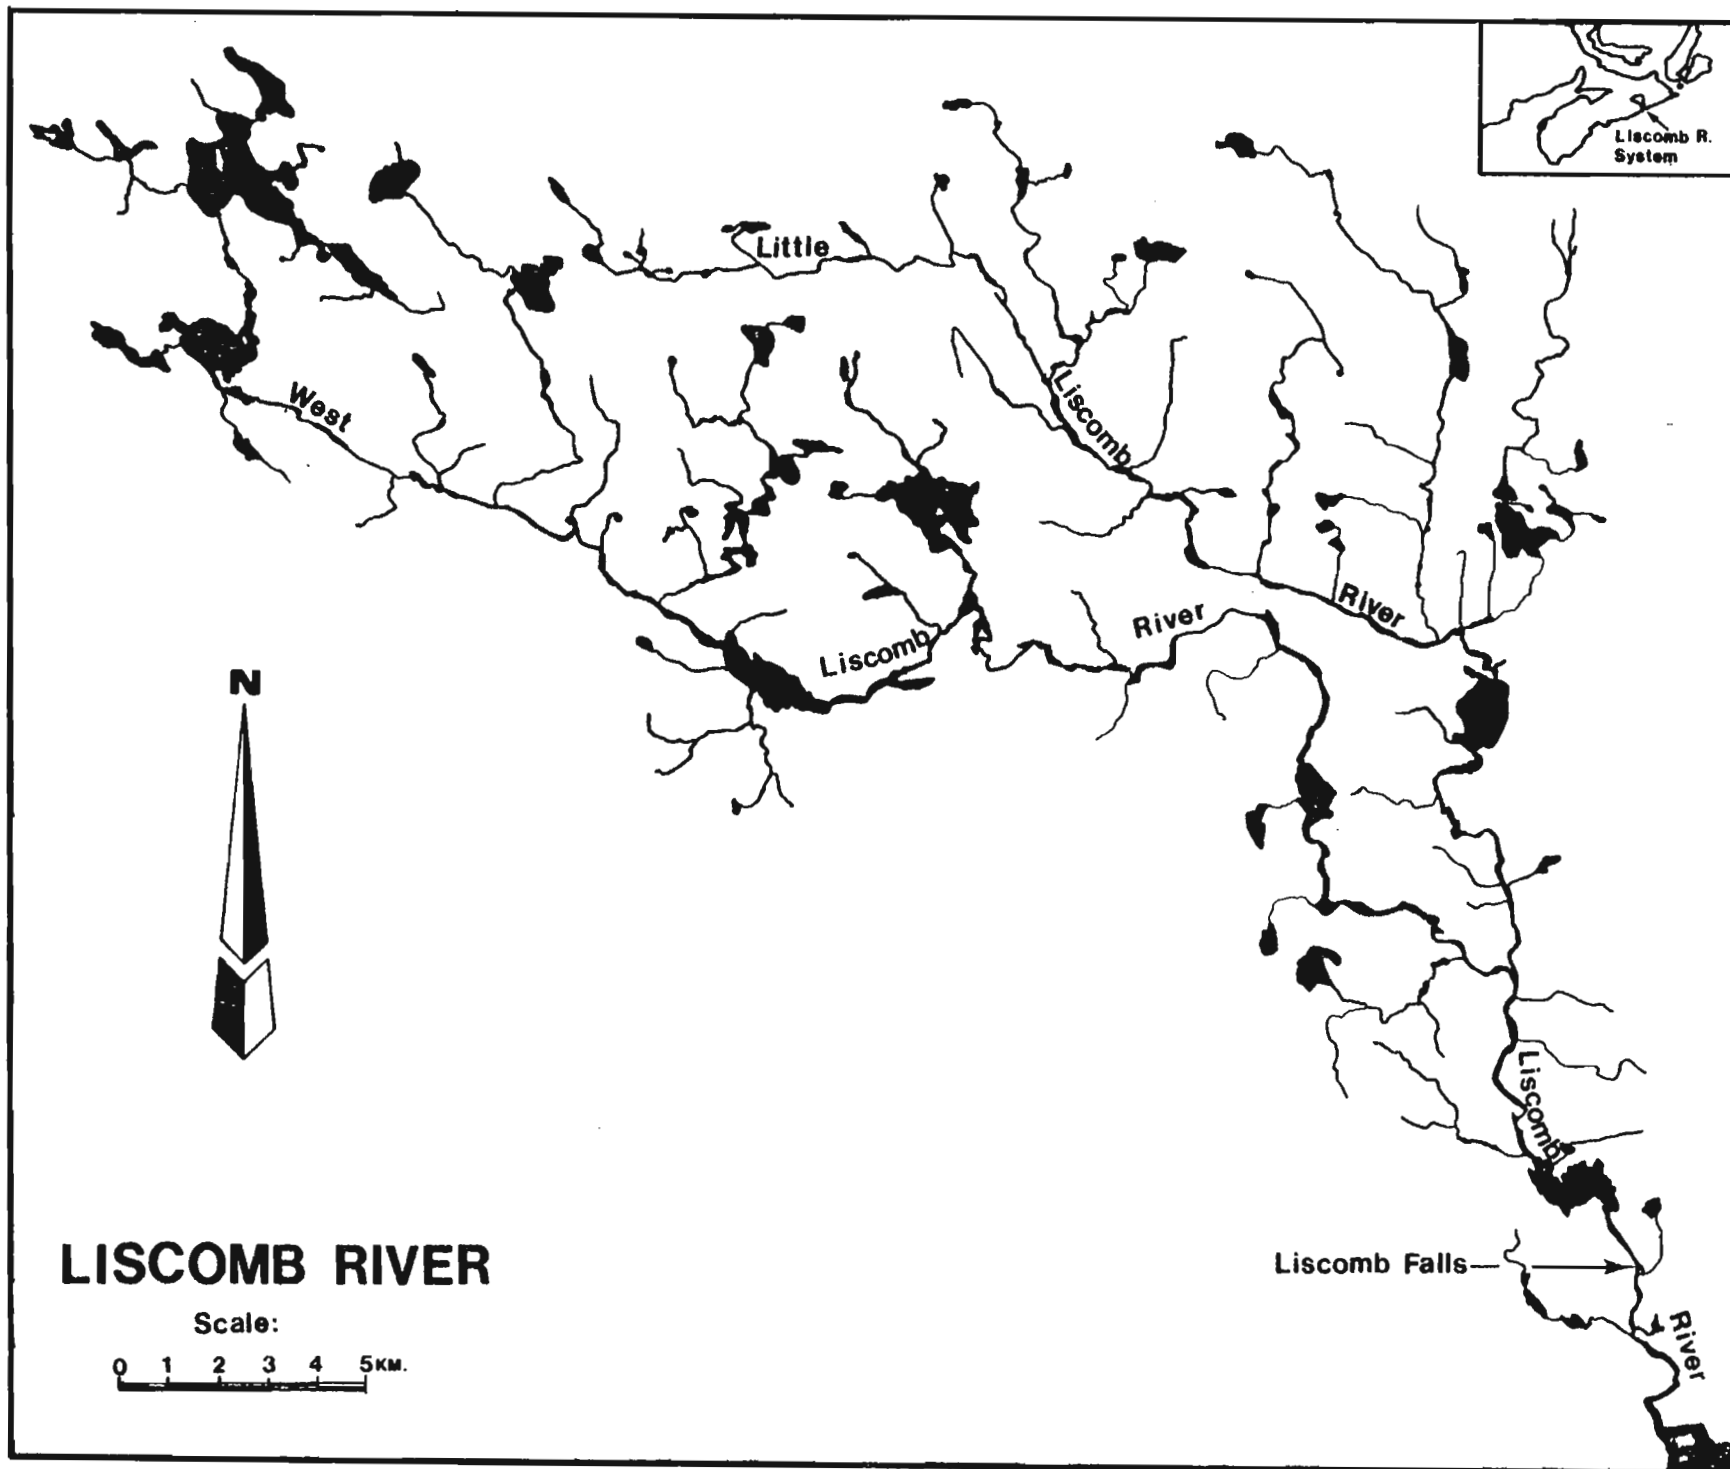 Liscomb R.
System
Little
West
Liscomb
River
Liscomb
River
N
Liscomb
Liscomb Falls
River
LISCOMB RIVER
Scale:
0 1 2 3 4 5KM.